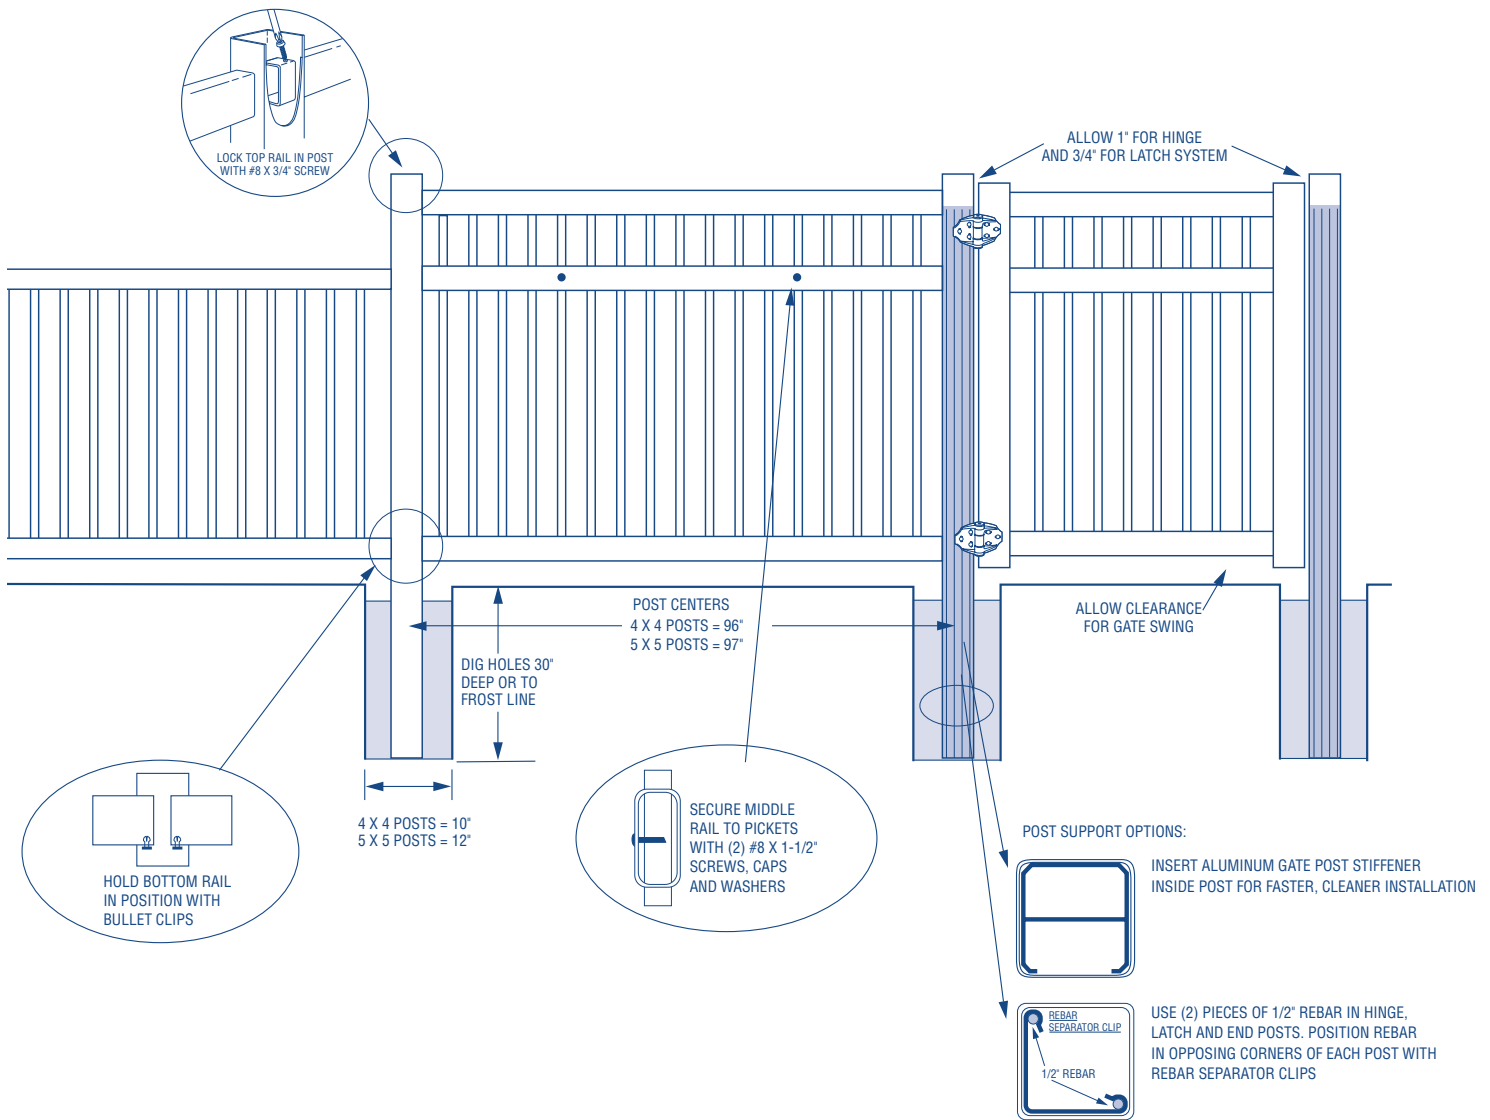 LOCK TOP RAIL IN POST
WITH #8 X 3/4" SCREW
ALLOW 1" FOR HINGE
AND 3/4" FOR LATCH SYSTEM
POST CENTERS
4 X 4 POSTS = 96"
5 X 5 POSTS = 97"
ALLOW CLEARANCE
FOR GATE SWING
DIG HOLES 30"
DEEP OR TO
FROST LINE
4 X 4 POSTS = 10"
5 X 5 POSTS = 12"
HOLD BOTTOM RAIL
IN POSITION WITH
BULLET CLIPS
SECURE MIDDLE
RAIL TO PICKETS
WITH (2) #8 X 1-1/2"
SCREWS, CAPS
AND WASHERS
POST SUPPORT OPTIONS:
INSERT ALUMINUM GATE POST STIFFENER
INSIDE POST FOR FASTER, CLEANER INSTALLATION
REBAR
SEPARATOR CLIP
1/2" REBAR
USE (2) PIECES OF 1/2" REBAR IN HINGE,
LATCH AND END POSTS. POSITION REBAR
IN OPPOSING CORNERS OF EACH POST WITH
REBAR SEPARATOR CLIPS